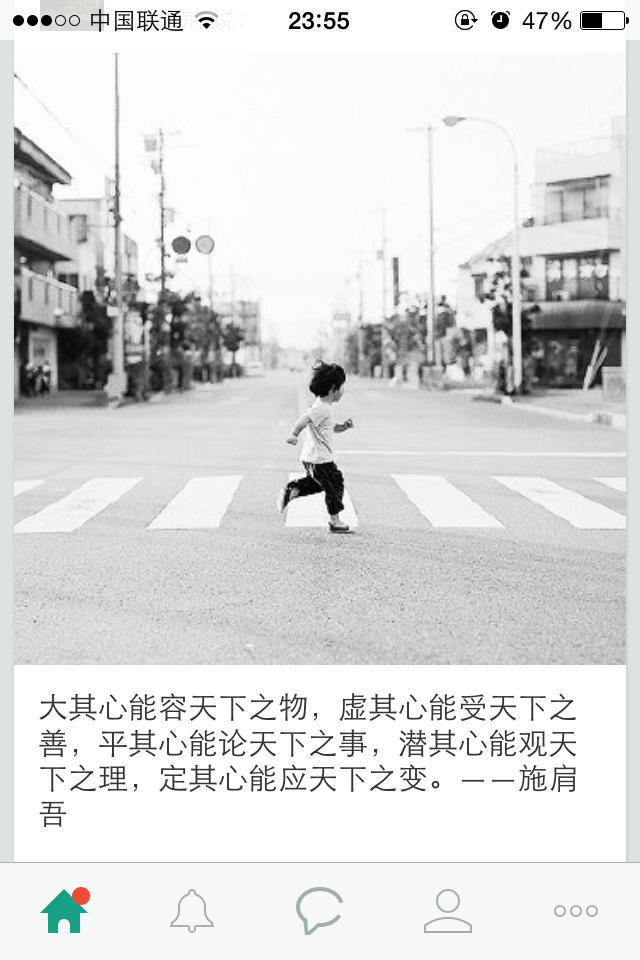 中国联通
23:55
47%
大其心能容天下之物，虚其心能受天下之
善，平其心能论天下之事，潜其心能观天
下之理，定其心能应天下之变。——施肩
吾